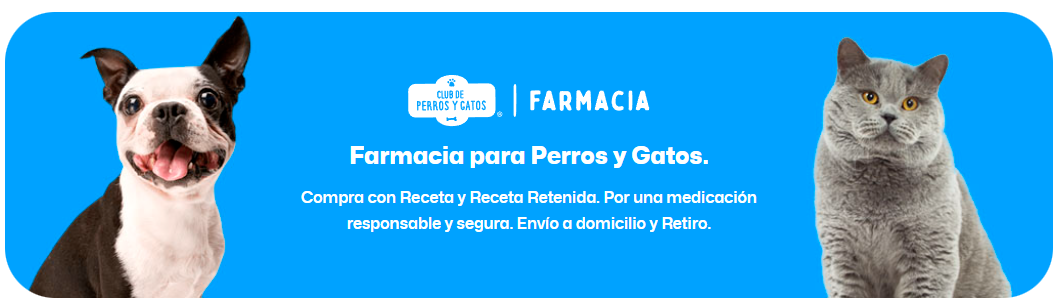 CLUB DE
PERROS Y GATOS
®
FARMACIA
Farmacia para Perros y Gatos.
Compra con Receta y Receta Retenida. Por una medicación
responsable y segura. Envío a domicilio y Retiro.